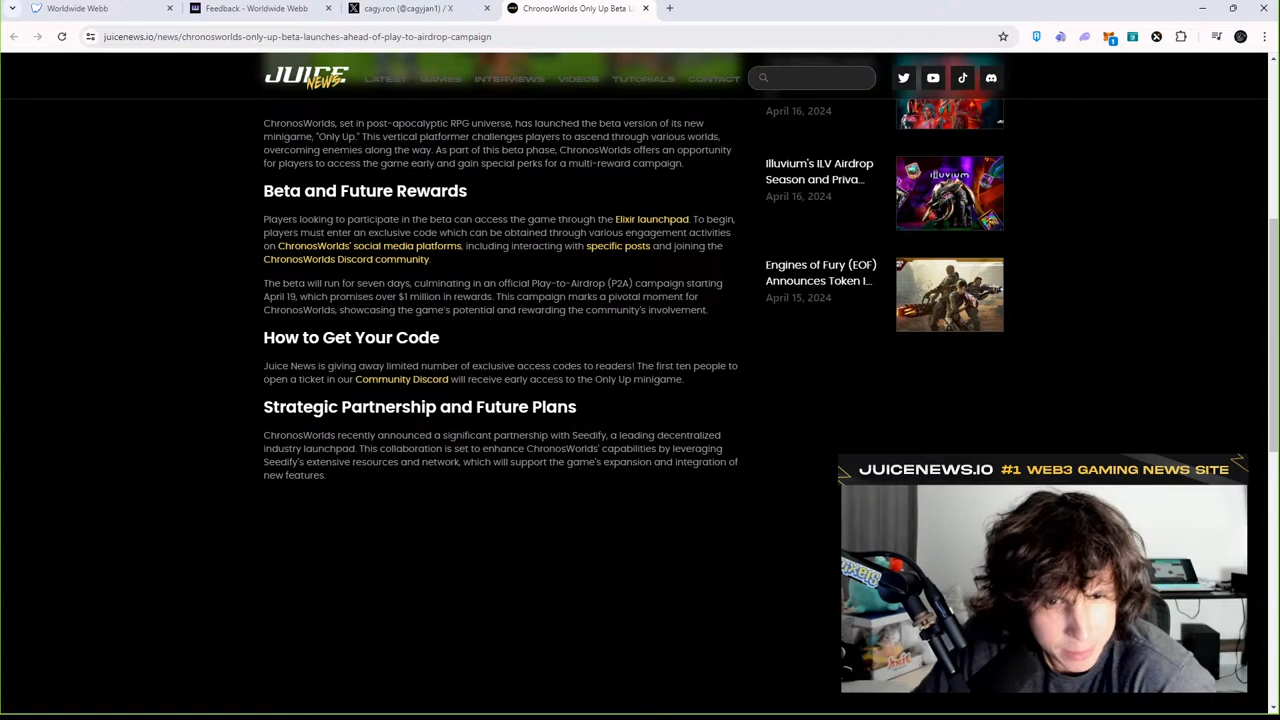 Worldwide Webb
Feedback - Worldwide Webb
cagy.ron (@cagyjan1) / X
ChronosWorlds Only Up Beta L
juicenews.io/news/chronosworlds-only-up-beta-launches-ahead-of-play-to-airdrop-campaign
1
JUICE
NEWS
LATEST
GAMES
INTERVIEWS
VIDEOS
TUTORIALS
CONTACT
ChronosWorlds, set in post-apocalyptic RPG universe, has launched the beta version of its new
minigame, "Only Up." This vertical platformer challenges players to ascend through various worlds,
overcoming enemies along the way. As part of this beta phase, ChronosWorlds offers an opportunity
for players to access the game early and gain special perks for a multi-reward campaign.
Beta and Future Rewards
Players looking to participate in the beta can access the game through the Elixir launchpad. To begin,
players must enter an exclusive code which can be obtained through various engagement activities
on ChronosWorlds' social media platforms, including interacting with specific posts and joining the
ChronosWorlds Discord community.
The beta will run for seven days, culminating in an official Play-to-Airdrop (P2A) campaign starting
April 19, which promises over $1 million in rewards. This campaign marks a pivotal moment for
ChronosWorlds, showcasing the game's potential and rewarding the community's involvement.
How to Get Your Code
Juice News is giving away limited number of exclusive access codes to readers! The first ten people to
open a ticket in our Community Discord will receive early access to the Only Up minigame.
Strategic Partnership and Future Plans
ChronosWorlds recently announced a significant partnership with Seedify, a leading decentralized
industry launchpad. This collaboration is set to enhance ChronosWorlds' capabilities by leveraging
Seedify's extensive resources and network, which will support the game's expansion and integration of
new features.
April 16, 2024
Illuvium's ILV Airdrop
Season and Priva...
April 16, 2024
ILLUVIUM
Engines of Fury (EOF)
Announces Token I...
April 15, 2024
JUICENEWS.IO #1 WEB3 GAMING NEWS SITE